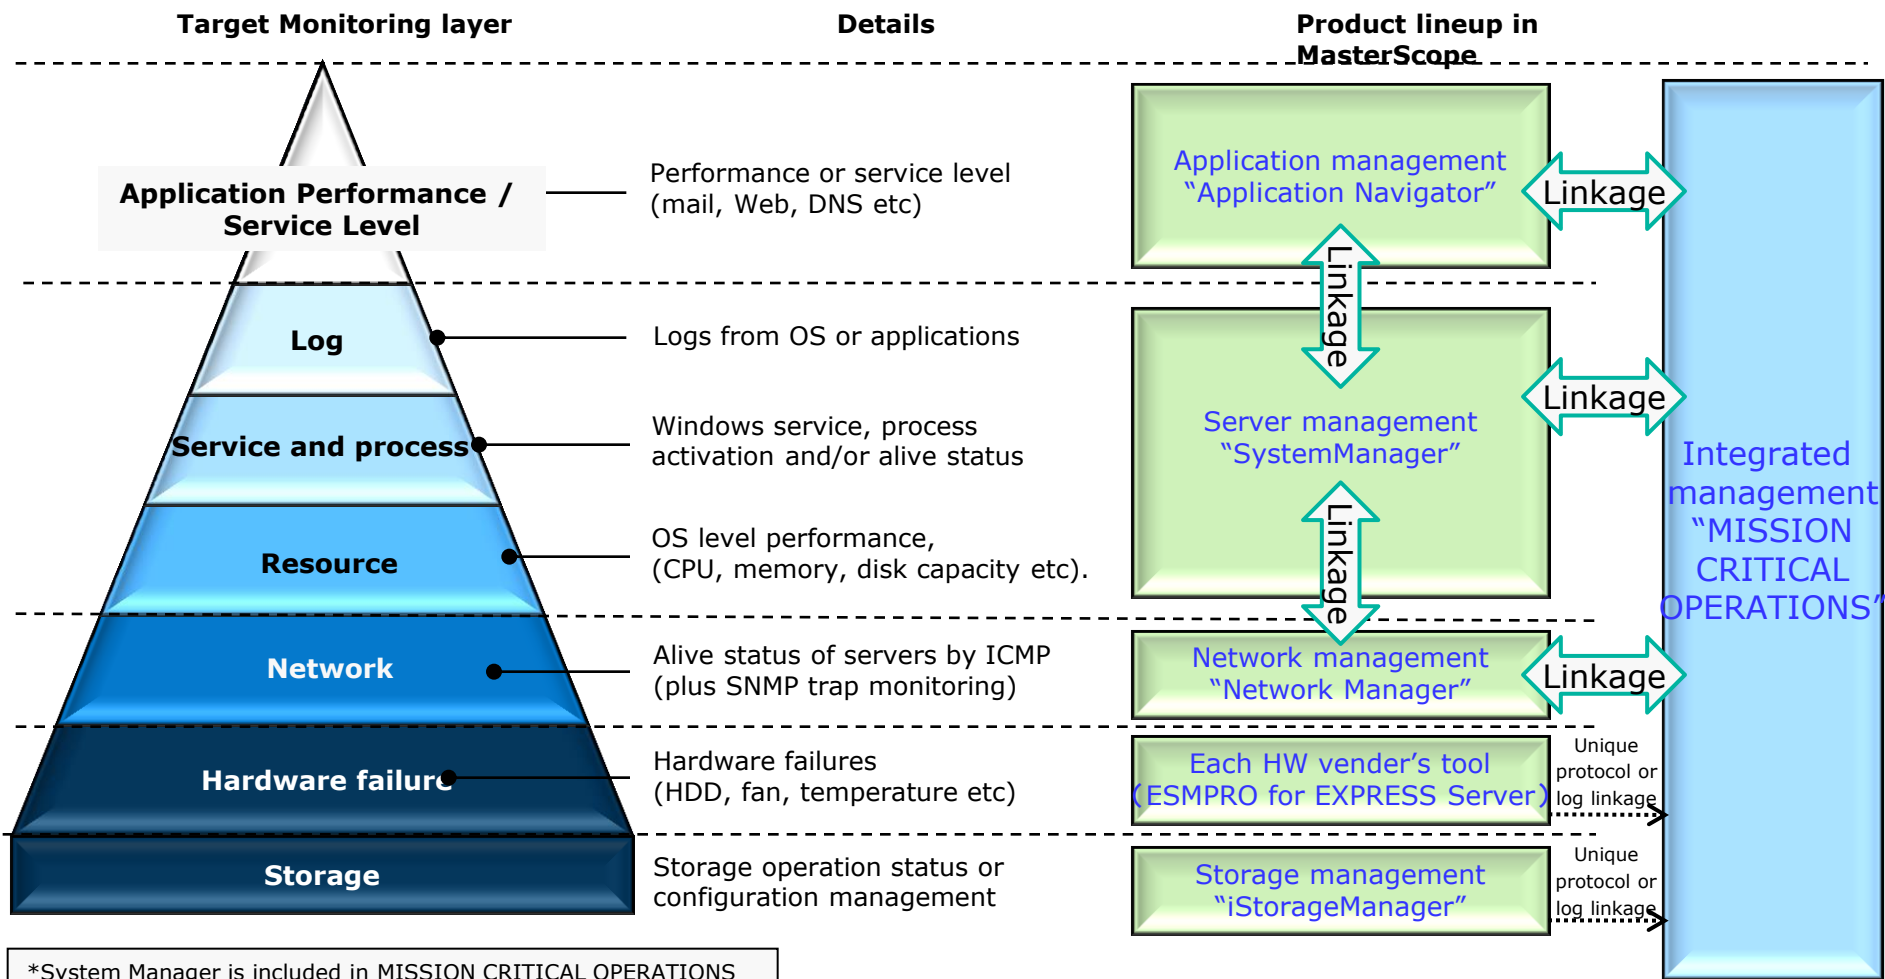 Target Monitoring layer
Details
Product lineup in
MasterScope
Application Performance /
Service Level
Performance or service level
(mail, Web, DNS etc)
Application management
“Application Navigator”
Linkage
Linkage
Log
Logs from OS or applications
Service and process
Windows service, process
activation and/or alive status
Server management
“SystemManager”
Linkage
Linkage
Resource
OS level performance,
(CPU, memory, disk capacity etc).
Network
Alive status of servers by ICMP
(plus SNMP trap monitoring)
Network management
“Network Manager”
Linkage
Hardware failure
Hardware failures
(HDD, fan, temperature etc)
Each HW vender’s tool
(ESMPRO for EXPRESS Server)
Unique
protocol or
log linkage
Storage
Storage operation status or
configuration management
Storage management
“iStorageManager”
Unique
protocol or
log linkage
Integrated
management
“MISSION
CRITICAL
OPERATIONS”
*System Manager is included in MISSION CRITICAL OPERATIONS